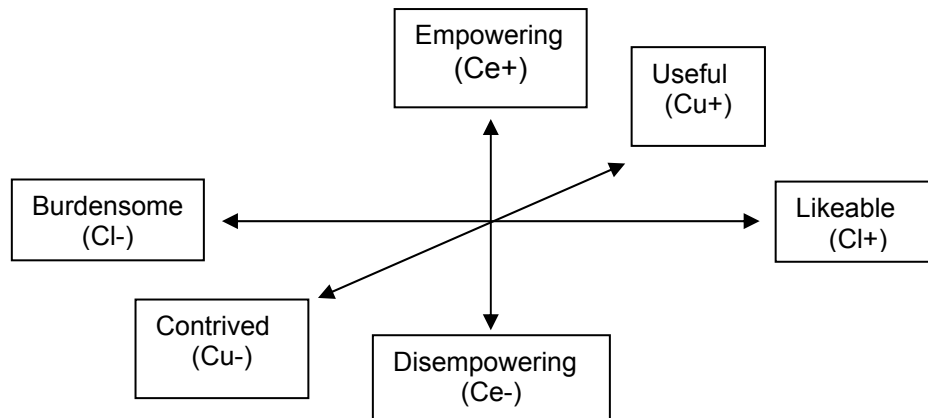 Empowering
(Ce+)
Useful
(Cu+)
Burdensome
(Cl-)
Likeable
(Cl+)
Contrived
(Cu-)
Disempowering
(Ce-)